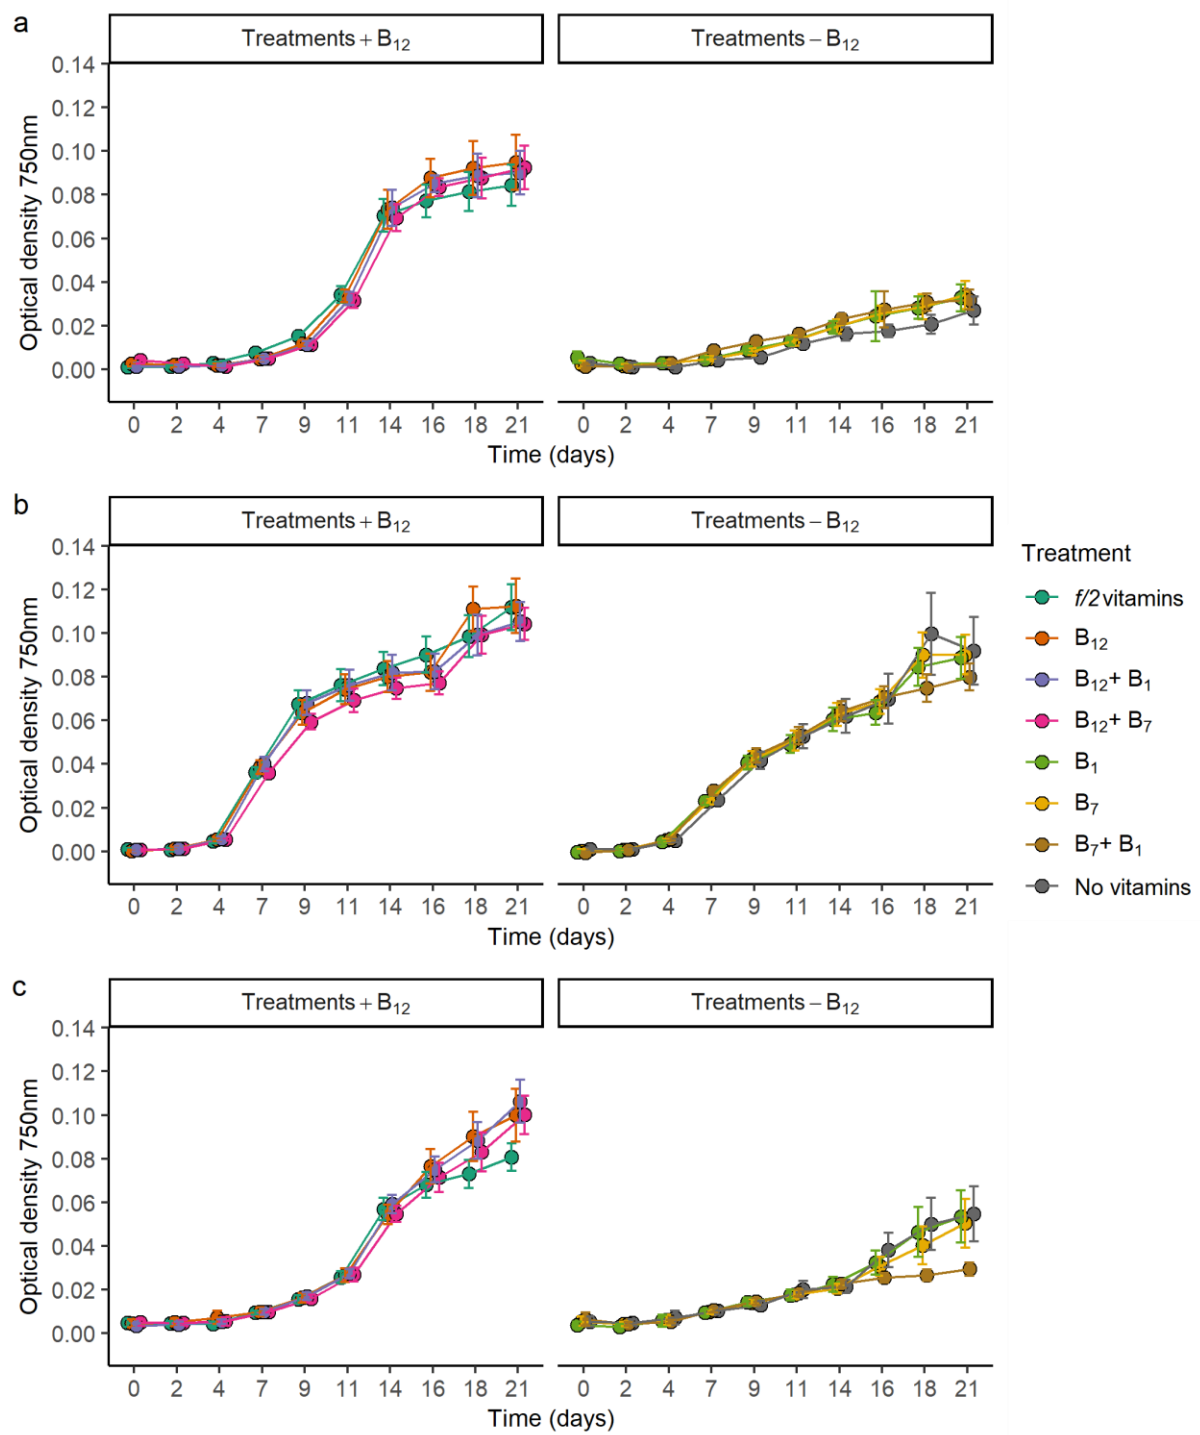 a
Treatments + B12
Treatments – B12
0.14
0.12
0.10
0.08
0.06
0.04
0.02
0.00
Optical density 750nm
0 2 4 7 9 11 14 16 18 21
0 2 4 7 9 11 14 16 18 21
Time (days)
Time (days)
b
Treatments + B12
Treatments – B12
0.14
0.12
0.10
0.08
0.06
0.04
0.02
0.00
Optical density 750nm
0 2 4 7 9 11 14 16 18 21
0 2 4 7 9 11 14 16 18 21
Time (days)
Time (days)
Treatment
f/2 vitamins
B12
B12 + B1
B12 + B7
B1
B7
B7 + B1
No vitamins
c
Treatments + B12
Treatments – B12
0.14
0.12
0.10
0.08
0.06
0.04
0.02
0.00
Optical density 750nm
0 2 4 7 9 11 14 16 18 21
0 2 4 7 9 11 14 16 18 21
Time (days)
Time (days)